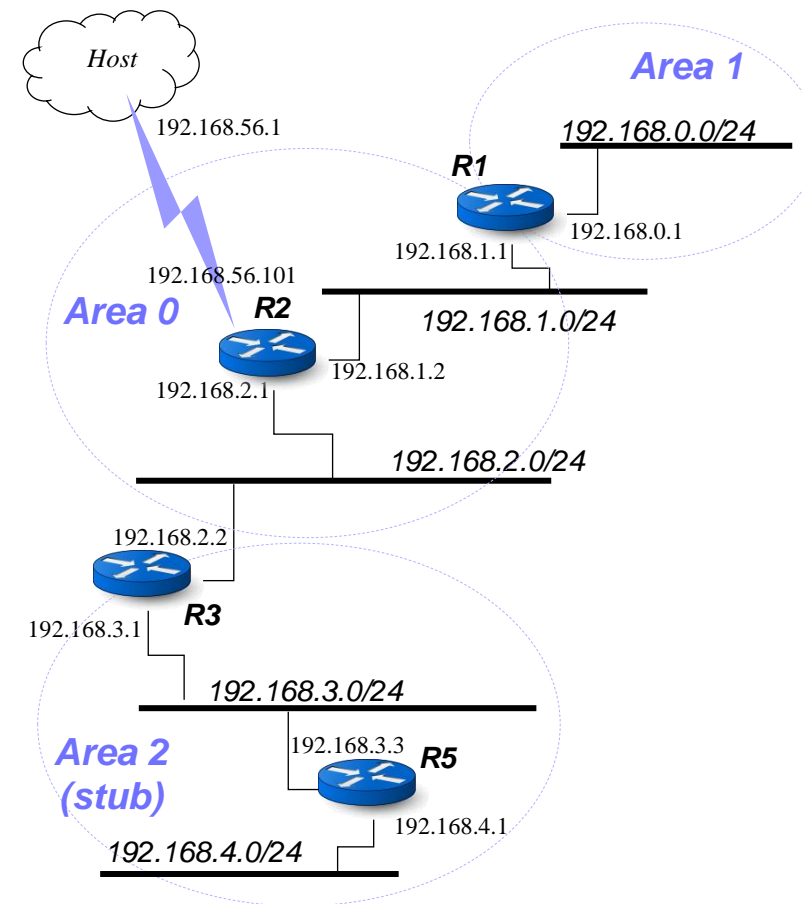 Host
Area 1
192.168.56.1
192.168.0.0/24
R1
192.168.0.1
192.168.1.1
192.168.56.101
Area 0
R2
192.168.1.0/24
192.168.1.2
192.168.2.1
192.168.2.0/24
192.168.2.2
R3
192.168.3.1
192.168.3.0/24
Area 2
(stub)
192.168.3.3
R5
192.168.4.1
192.168.4.0/24